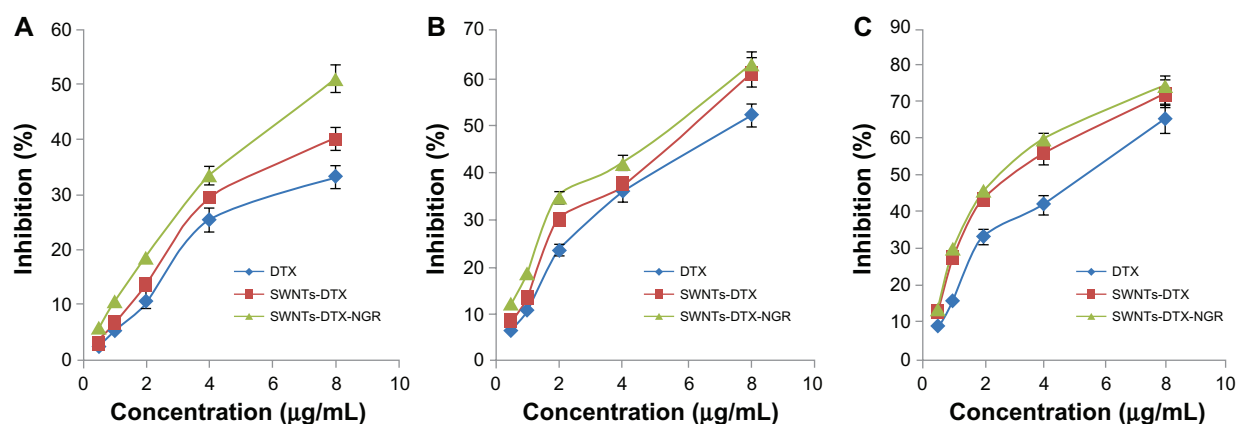 A
Inhibition (%)
60
50
40
30
20
10
0
0 2 4 6 8 10
Concentration (μg/mL)
DTX
SWNTs-DTX
SWNTs-DTX-NGR
B
Inhibition (%)
70
60
50
40
30
20
10
0
0 2 4 6 8 10
Concentration (μg/mL)
DTX
SWNTs-DTX
SWNTs-DTX-NGR
C
Inhibition (%)
90
80
70
60
50
40
30
20
10
0
0 2 4 6 8 10
Concentration (μg/mL)
DTX
SWNTs-DTX
SWNTs-DTX-NGR